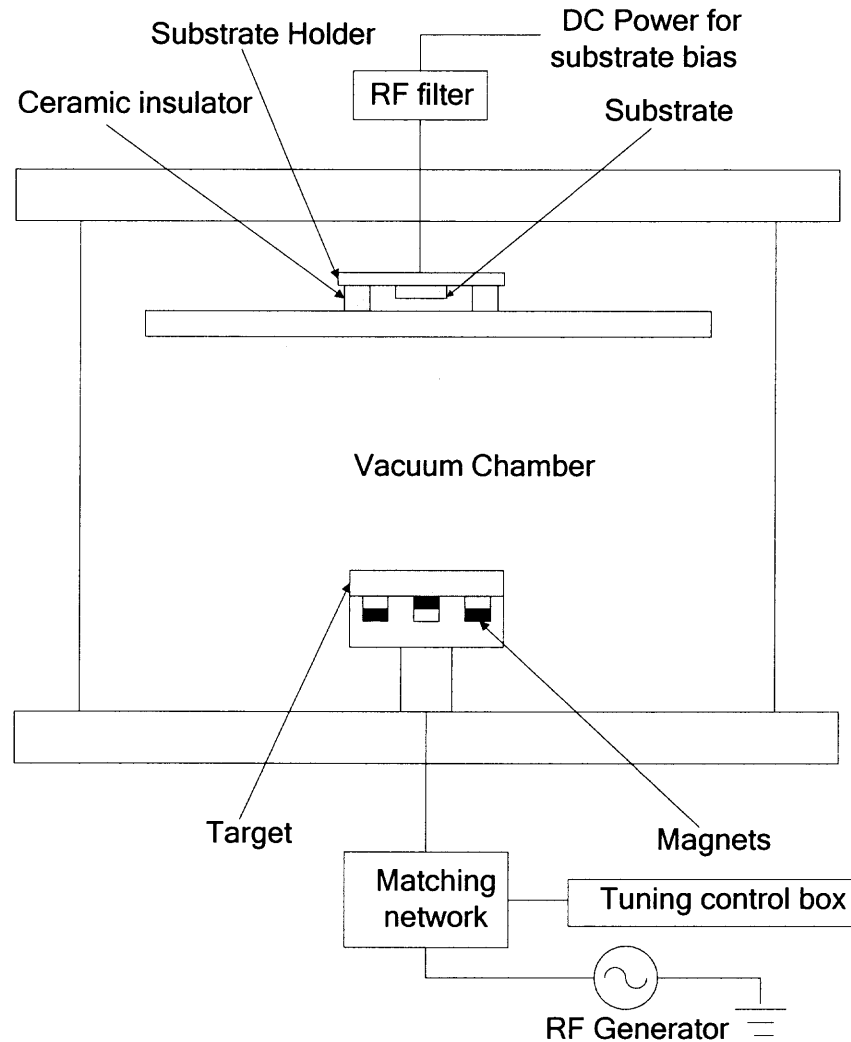 DC Power for
substrate bias
Substrate Holder
RF filter
Ceramic insulator
Substrate
Vacuum Chamber
Target
Magnets
Matching
network
Tuning control box
RF Generator